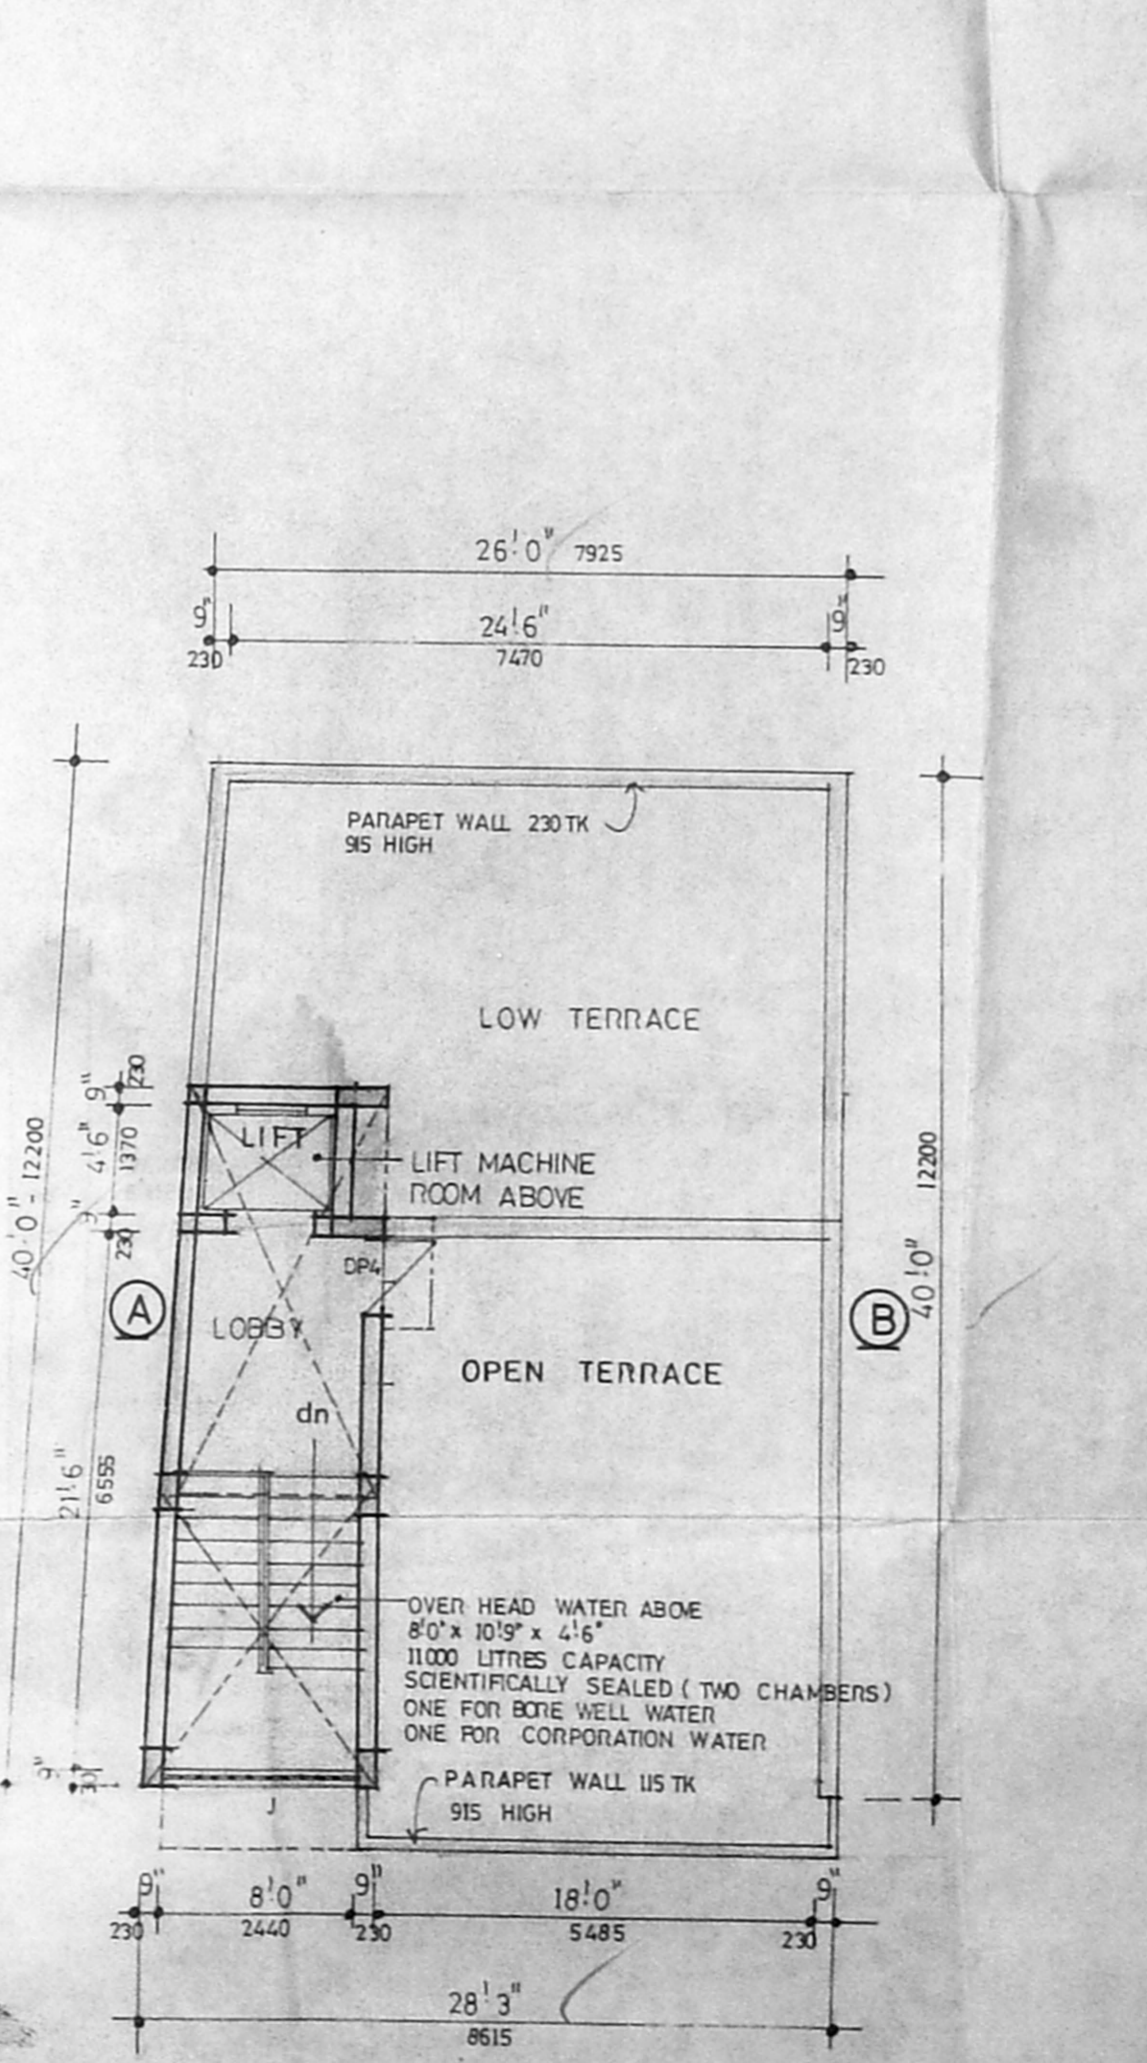 26'-0" 7925
9" 24'-6" 9"
230 7470 230
PARAPET WALL 230 TK
915 HIGH
LOW TERRACE
9" 230
4'-6" 1370
9" 230
40'-0" - 12200
LIFT
LIFT MACHINE
ROOM ABOVE
12200
40'-0"
DP4
A
LOBBY
B
OPEN TERRACE
dn
21'-6"
6555
OVER HEAD WATER ABOVE
8'0" x 10'9" x 4'6"
11000 LITRES CAPACITY
SCIENTIFICALLY SEALED ( TWO CHAMBERS )
ONE FOR BORE WELL WATER
ONE FOR CORPORATION WATER
9"
PARAPET WALL 115 TK
915 HIGH
J
9" 8'-0" 9" 18'-0" 9"
230 2440 230 5485 230
28'-3"
8615